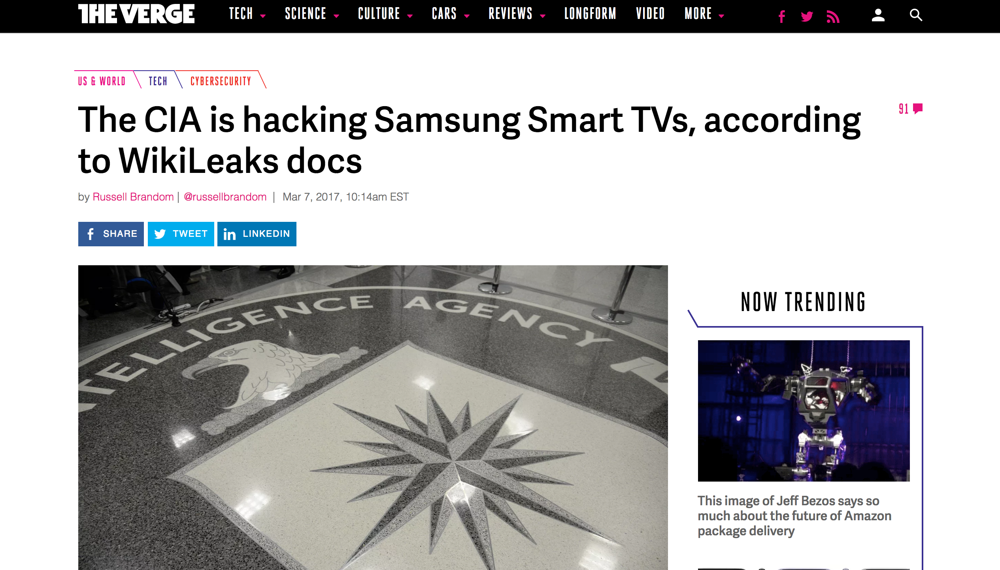 THE VERGE
TECH SCIENCE CULTURE CARS REVIEWS LONGFORM VIDEO MORE
US & WORLD TECH CYBERSECURITY
The CIA is hacking Samsung Smart TVs, according
to WikiLeaks docs
91
by Russell Brandom | @russellbrandom | Mar 7, 2017, 10:14am EST
f SHARE TWEET in LINKEDIN
TELLIGENCE AGENCY
NOW TRENDING
This image of Jeff Bezos says so
much about the future of Amazon
package delivery